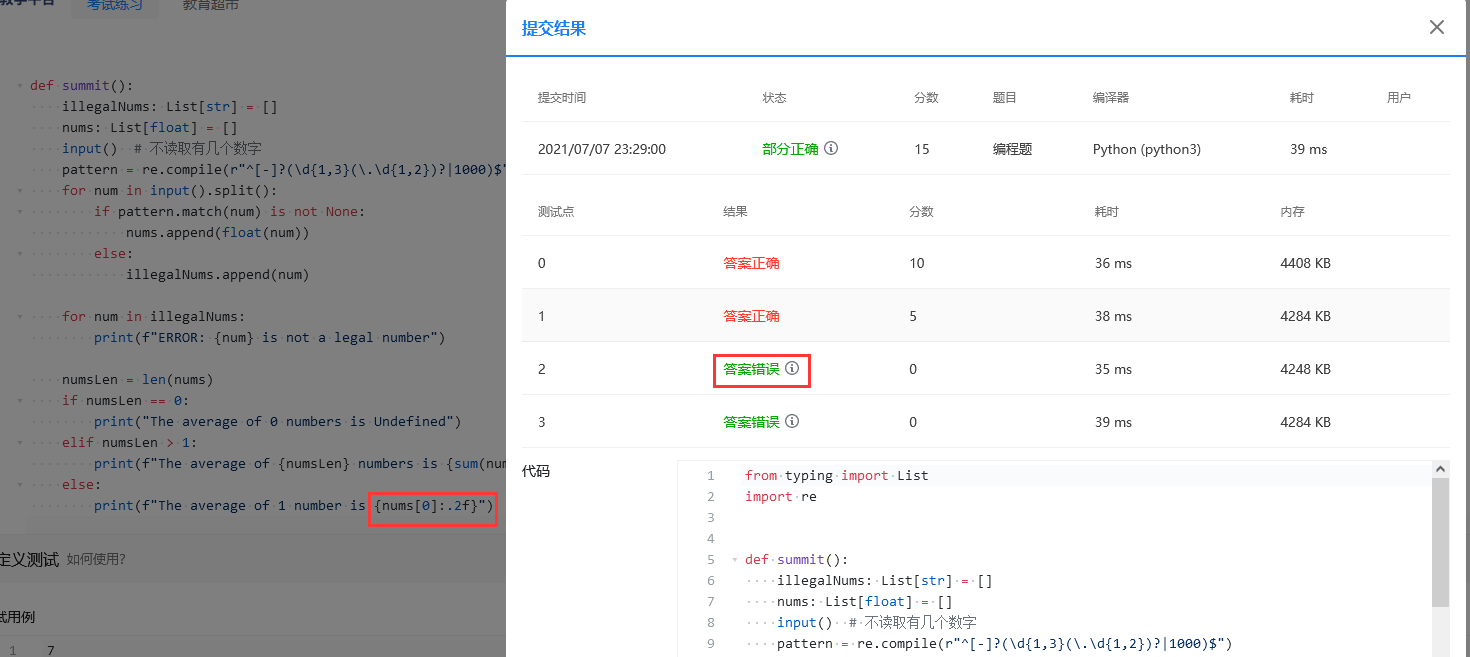 考试练习
教育超市
def summit():
illegalNums: List[str] = []
nums: List[float] = []
input()  # 不读取有几个数字
pattern = re.compile(r"^[-]?(\d{1,3}(\.\d{1,2})?|1000)$"
for num in input().split():
if pattern.match(num) is not None:
nums.append(float(num))
else:
illegalNums.append(num)
for num in illegalNums:
print(f"ERROR: {num} is not a legal number")
numsLen = len(nums)
if numsLen == 0:
print("The average of 0 numbers is Undefined")
elif numsLen > 1:
print(f"The average of {numsLen} numbers is {sum(num
else:
print(f"The average of 1 number is {nums[0]:.2f}")
定义测试 如何使用?
试用例
1 7
提交结果
提交时间 状态 分数 题目 编译器 耗时 用户
2021/07/07 23:29:00 部分正确 15 编程题 Python (python3) 39 ms
测试点 结果 分数 耗时 内存
0 答案正确 10 36 ms 4408 KB
1 答案正确 5 38 ms 4284 KB
2 答案错误 0 35 ms 4248 KB
3 答案错误 0 39 ms 4284 KB
代码
1 from typing import List
2 import re
3
4
5 def summit():
6 illegalNums: List[str] = []
7 nums: List[float] = []
8 input()  # 不读取有几个数字
9 pattern = re.compile(r"^[-]?(\d{1,3}(\.\d{1,2})?|1000)$")